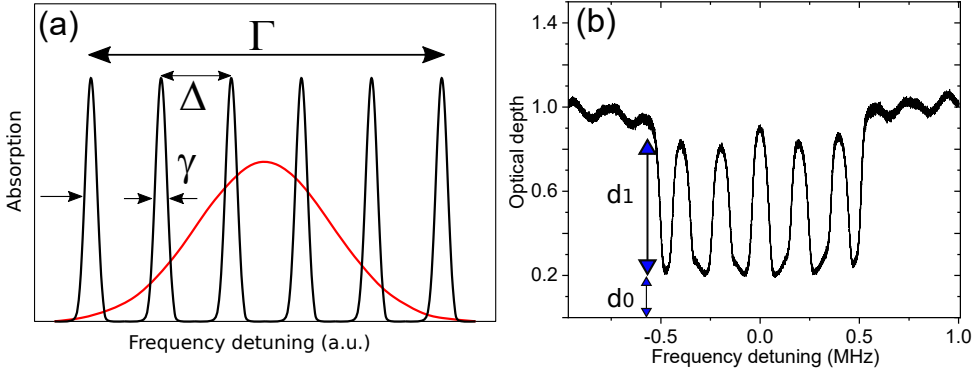 (a)
Γ
Δ
γ
Absorption
Frequency detuning (a.u.)
(b)
1.4
1.0
0.6
0.2
Optical depth
d1
d0
-0.5 0.0 0.5 1.0
Frequency detuning (MHz)